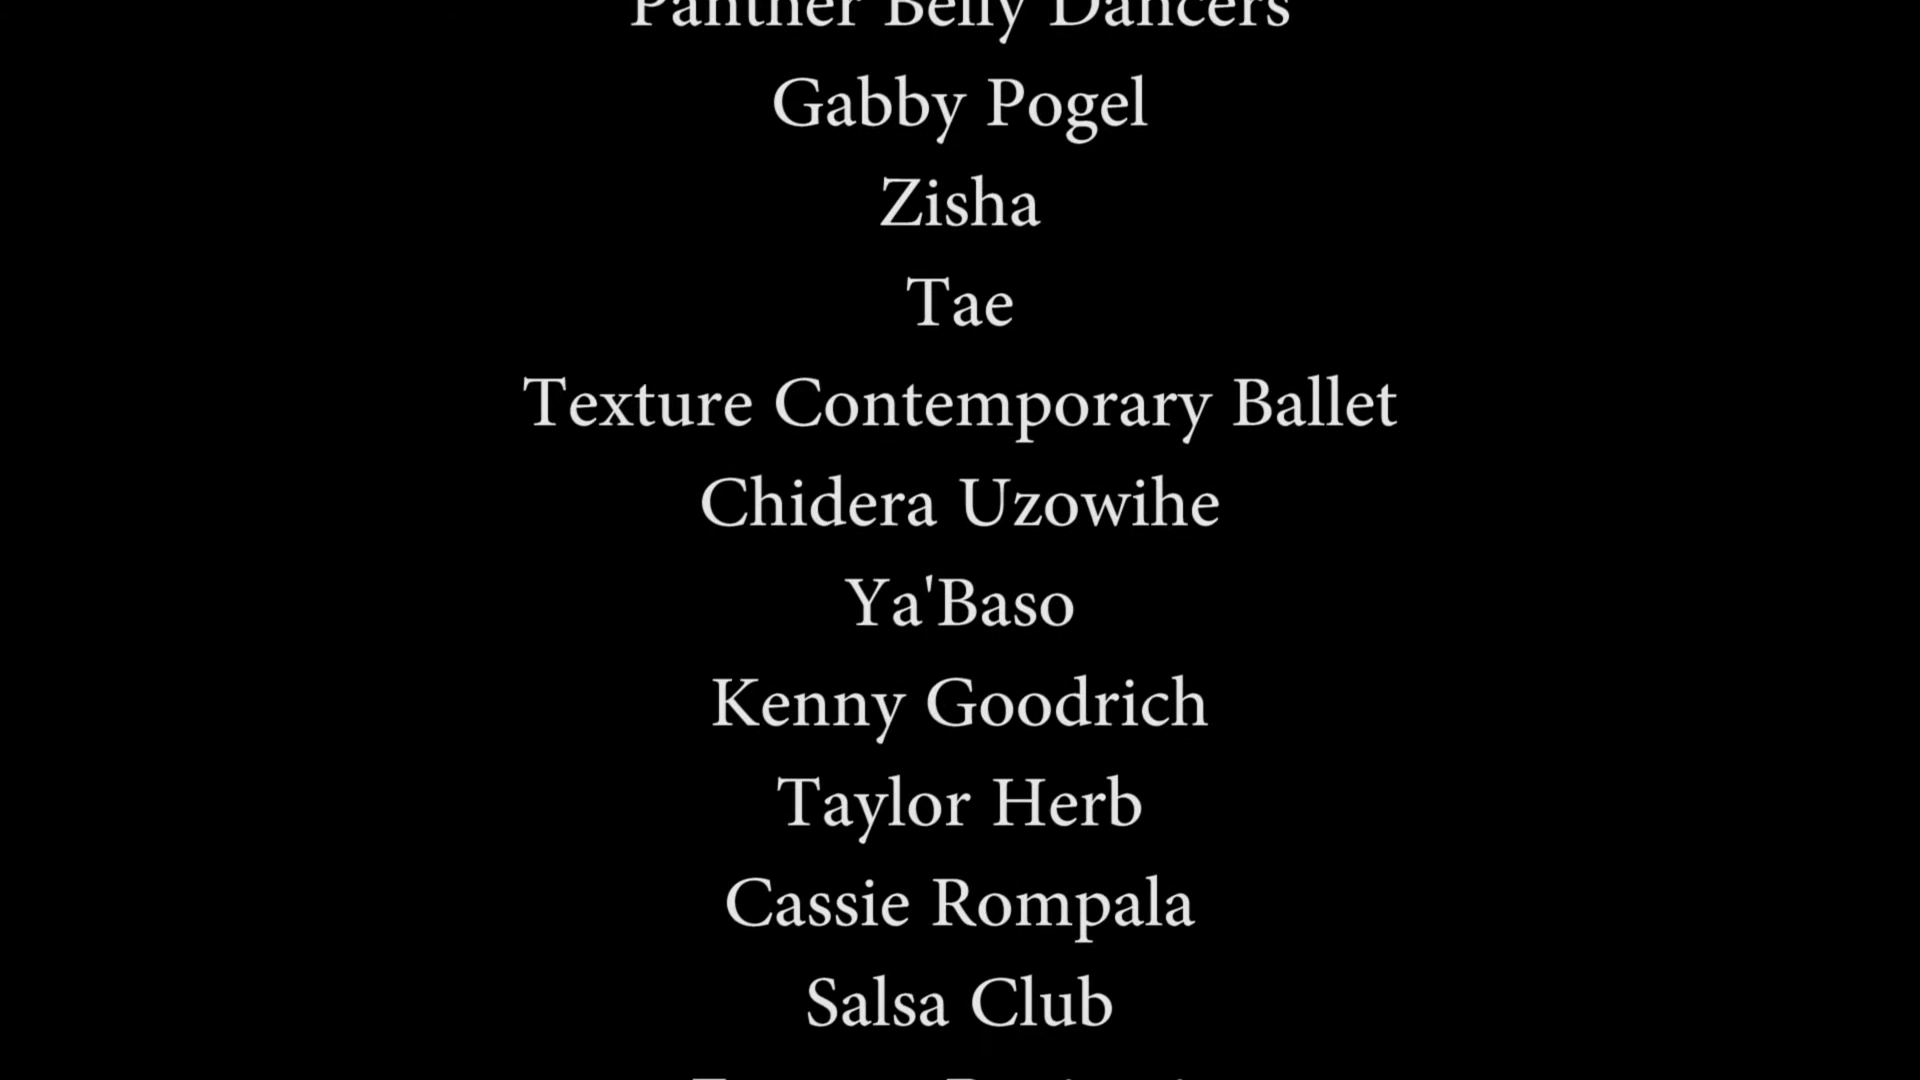 Panther Belly Dancers
Gabby Pogel
Zisha
Tae
Texture Contemporary Ballet
Chidera Uzowihe
Ya'Baso
Kenny Goodrich
Taylor Herb
Cassie Rompala
Salsa Club